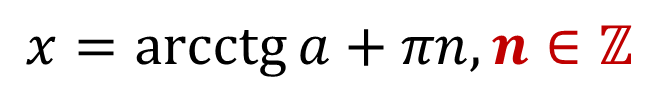 x = arcctg a + πn, n ∈ ℤ